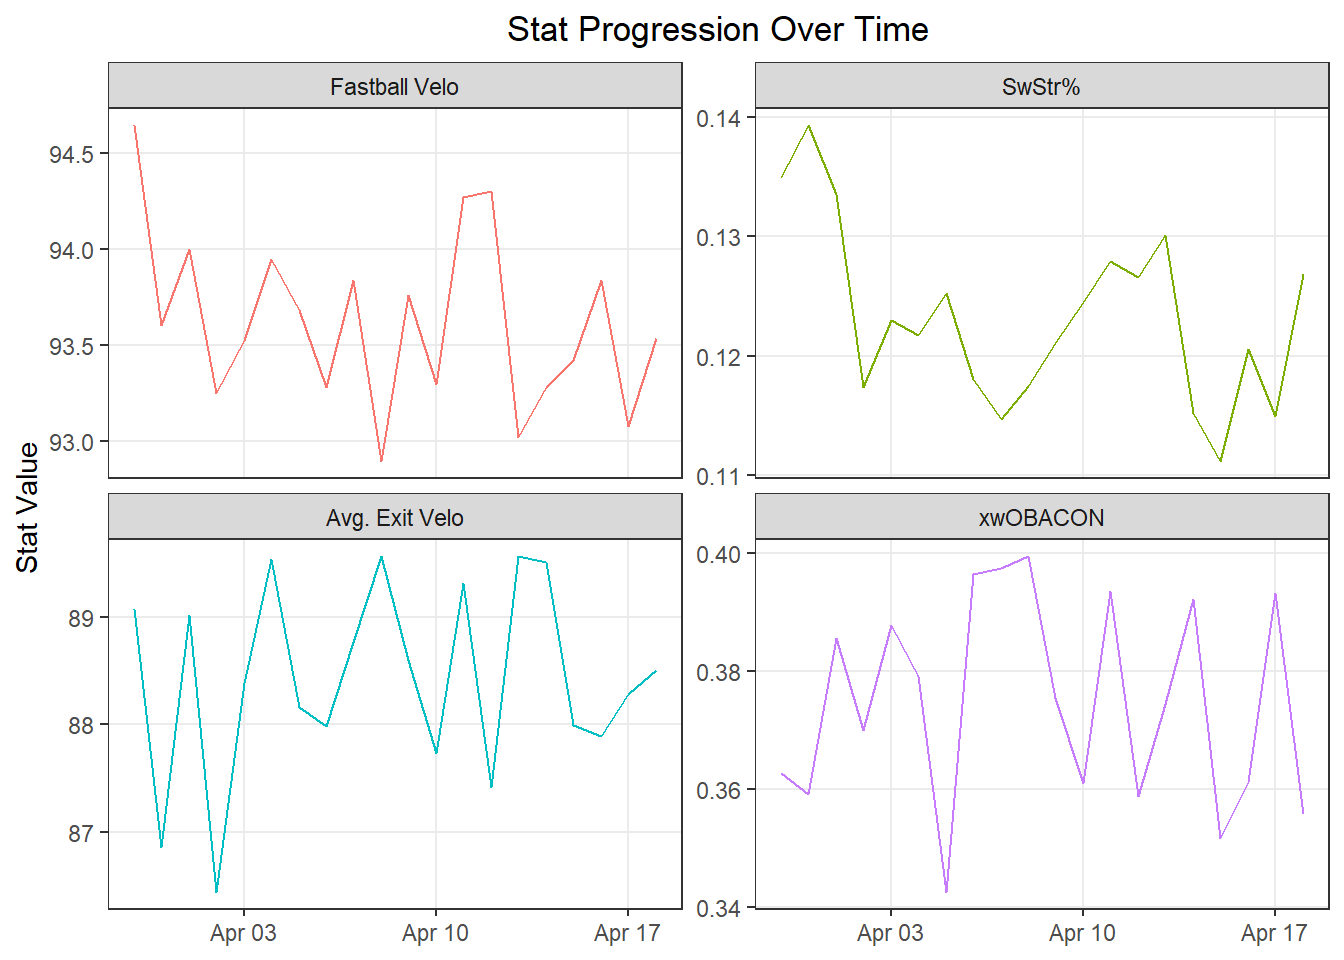 Stat Progression Over Time
Fastball Velo
SwStr%
94.5
94.0
93.5
93.0
0.14
0.13
0.12
0.11
Stat Value
Avg. Exit Velo
xwOBACON
89
88
87
0.40
0.38
0.36
0.34
Apr 03
Apr 10
Apr 17
Apr 03
Apr 10
Apr 17